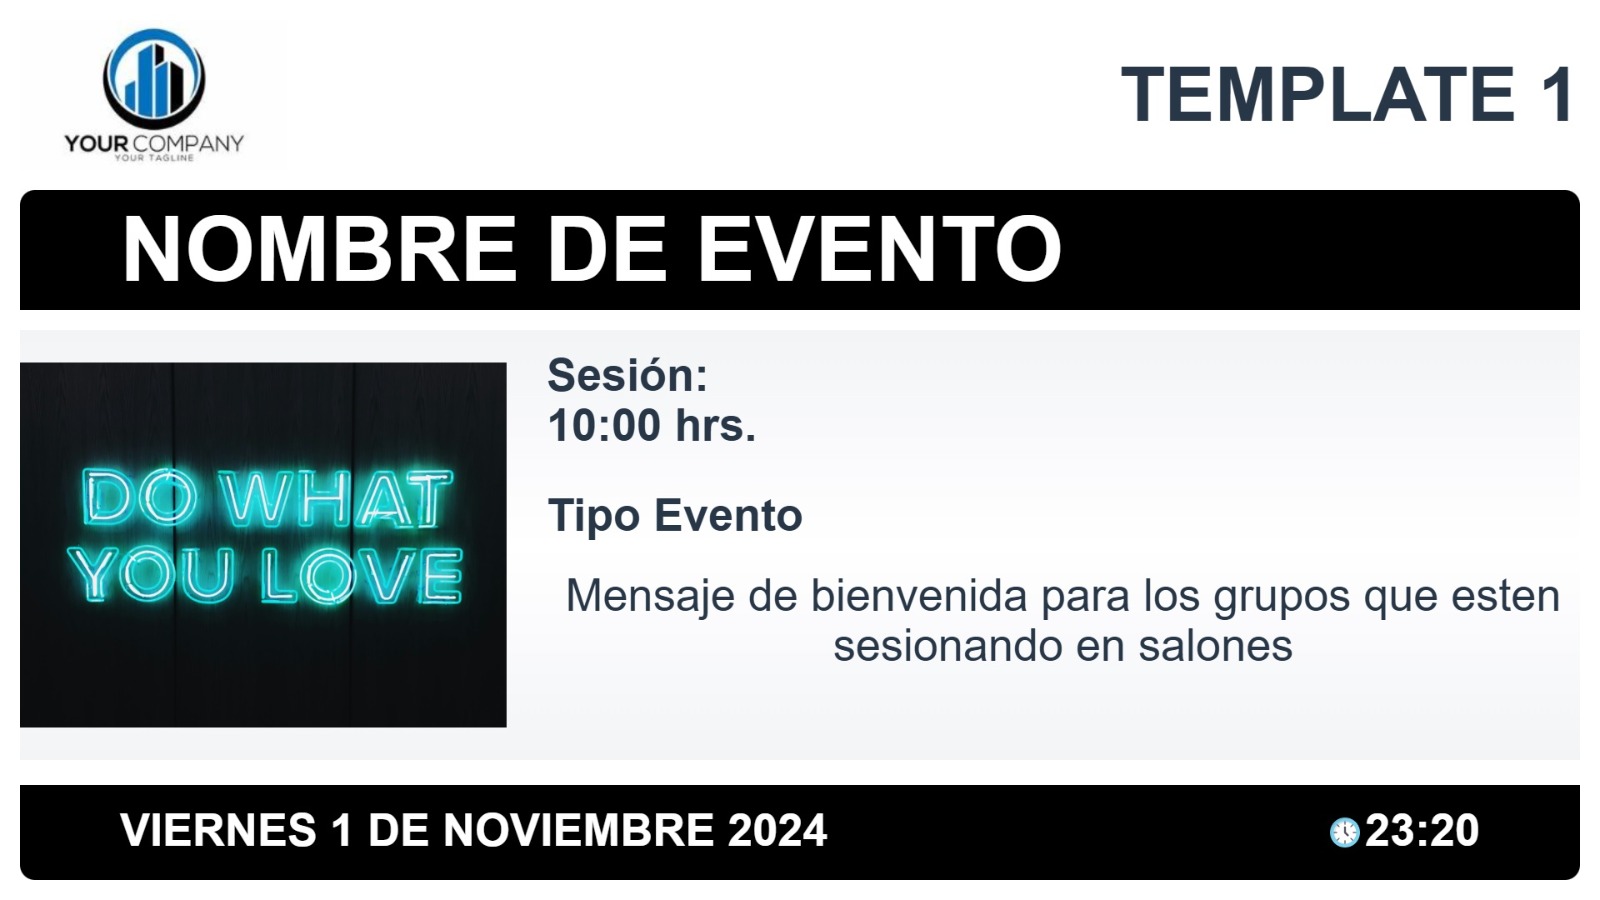 YOUR COMPANY
YOUR TAGLINE
TEMPLATE 1
NOMBRE DE EVENTO
DO WHAT
YOU LOVE
Sesión:
10:00 hrs.
Tipo Evento
Mensaje de bienvenida para los grupos que esten
sesionando en salones
VIERNES 1 DE NOVIEMBRE 2024
23:20